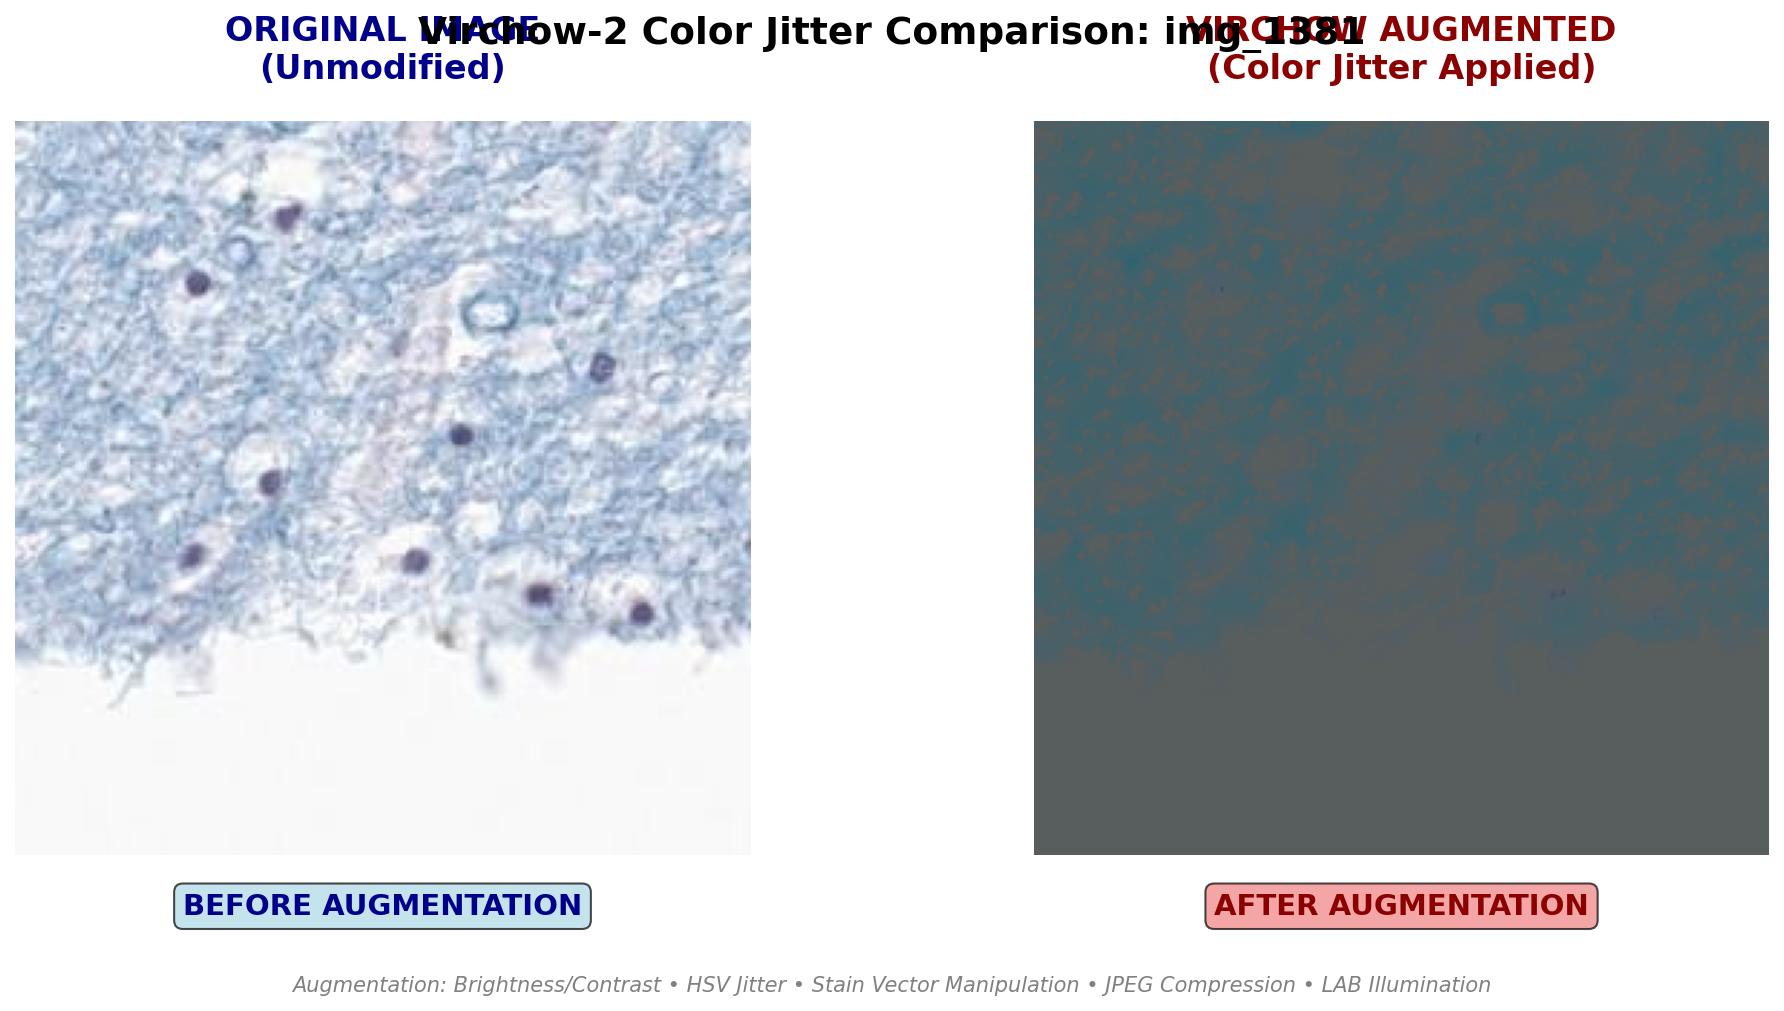 Virchow-2 Color Jitter Comparison: img_1381
ORIGINAL IMAGE
(Unmodified)
VIRCHOW AUGMENTED
(Color Jitter Applied)
BEFORE AUGMENTATION
AFTER AUGMENTATION
Augmentation: Brightness/Contrast • HSV Jitter • Stain Vector Manipulation • JPEG Compression • LAB Illumination